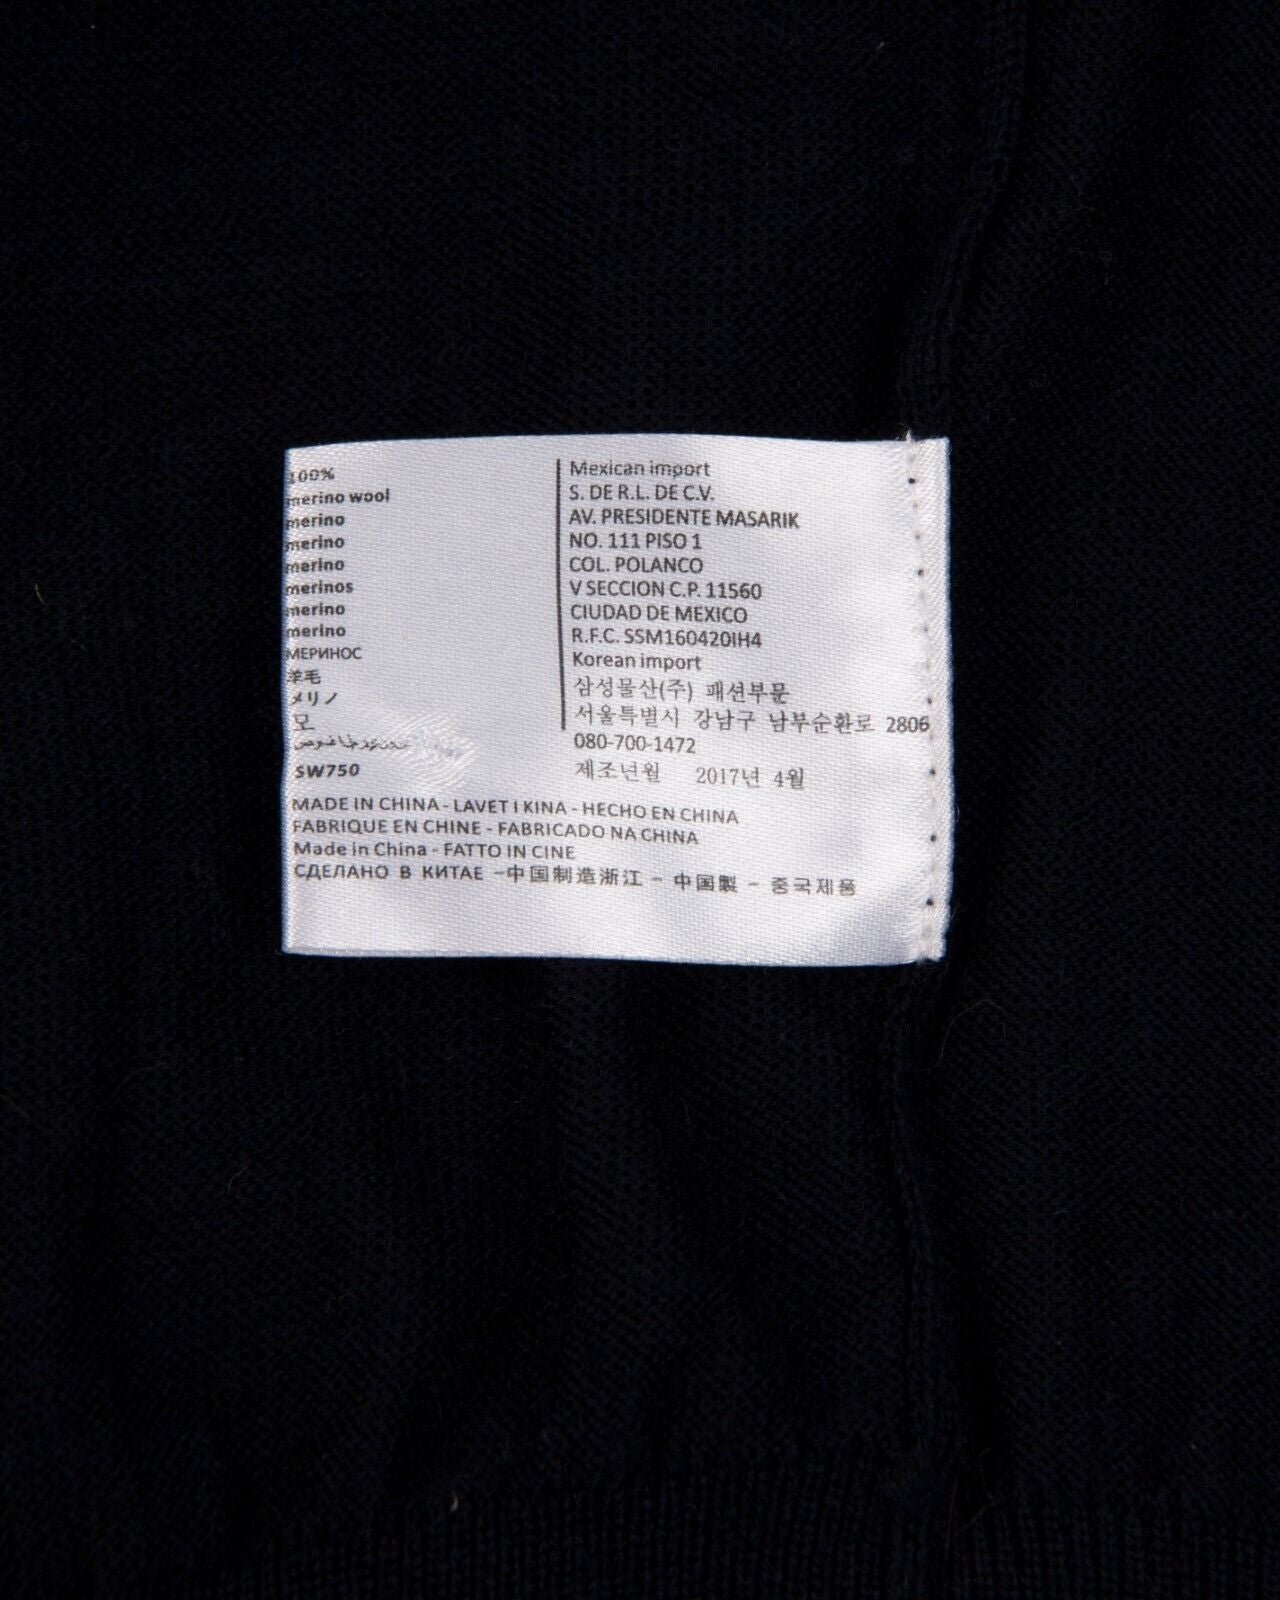 100%
merino wool
merino
merino
merino
merinos
merino
merino
МЕРИНОС
羊毛
メリノ
모
SW750
Mexican import
S. DE R.L. DE C.V.
AV. PRESIDENTE MASARIK
NO. 111 PISO 1
COL. POLANCO
V SECCION C.P. 11560
CIUDAD DE MEXICO
R.F.C. SSM160420IH4
Korean import
삼성물산(주) 패션부문
서울특별시 강남구 남부순환로 2806
080-700-1472
제조년월 2017년 4월
MADE IN CHINA - LAVET I KINA - HECHO EN CHINA
FABRIQUE EN CHINE - FABRICADO NA CHINA
Made in China - FATTO IN CINE
СДЕЛАНО В КИТАЕ -中国制造浙江 - 中国製 - 중국제품